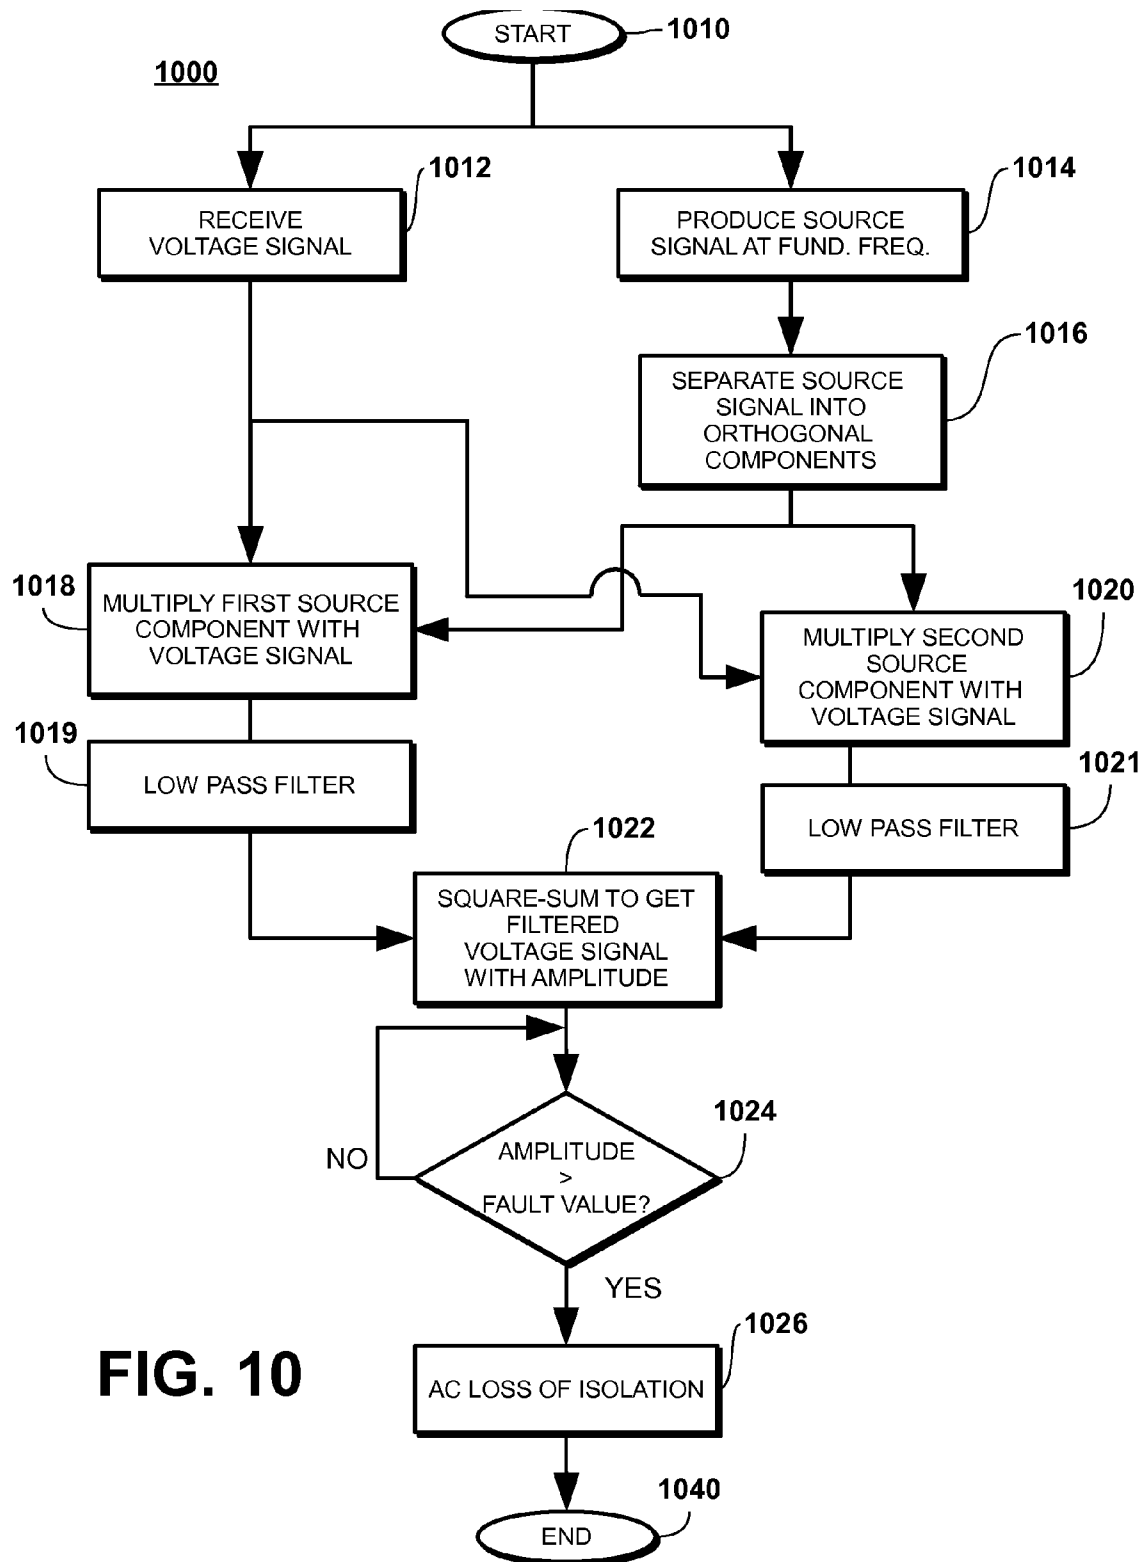 START
1010
1000
1012
RECEIVE
VOLTAGE SIGNAL
1014
PRODUCE SOURCE
SIGNAL AT FUND. FREQ.
1016
SEPARATE SOURCE
SIGNAL INTO
ORTHOGONAL
COMPONENTS
1018
MULTIPLY FIRST SOURCE
COMPONENT WITH
VOLTAGE SIGNAL
1020
MULTIPLY SECOND
SOURCE
COMPONENT WITH
VOLTAGE SIGNAL
1019
LOW PASS FILTER
1021
LOW PASS FILTER
1022
SQUARE-SUM TO GET
FILTERED
VOLTAGE SIGNAL
WITH AMPLITUDE
1024
AMPLITUDE
>
FAULT VALUE?
NO
YES
1026
AC LOSS OF ISOLATION
FIG. 10
1040
END